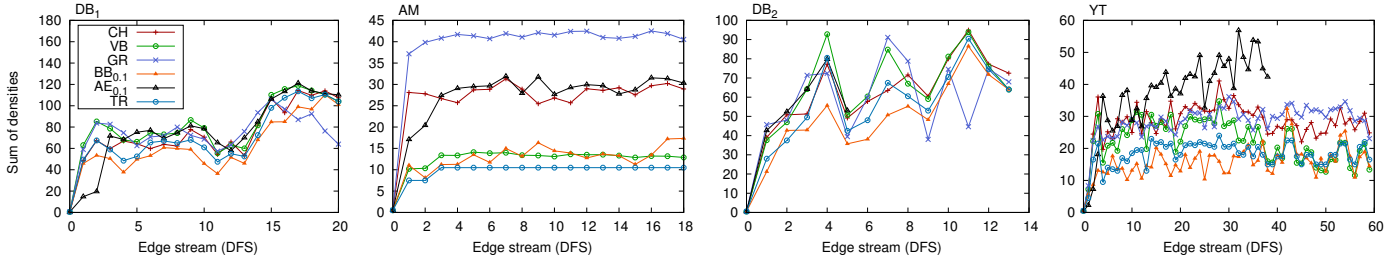 DB1 AM DB2 YT
Sum of densities
180 160 140 120 100 80 60 40 20 0
CH
VB
GR
BB0.1
AE0.1
TR
0 5 10 15 20
Edge stream (DFS)
45 40 35 30 25 20 15 10 5 0
0 2 4 6 8 10 12 14 16 18
Edge stream (DFS)
100 90 80 70 60 50 40 30 20 10 0
0 2 4 6 8 10 12 14
Edge stream (DFS)
60 50 40 30 20 10 0
0 10 20 30 40 50 60
Edge stream (DFS)